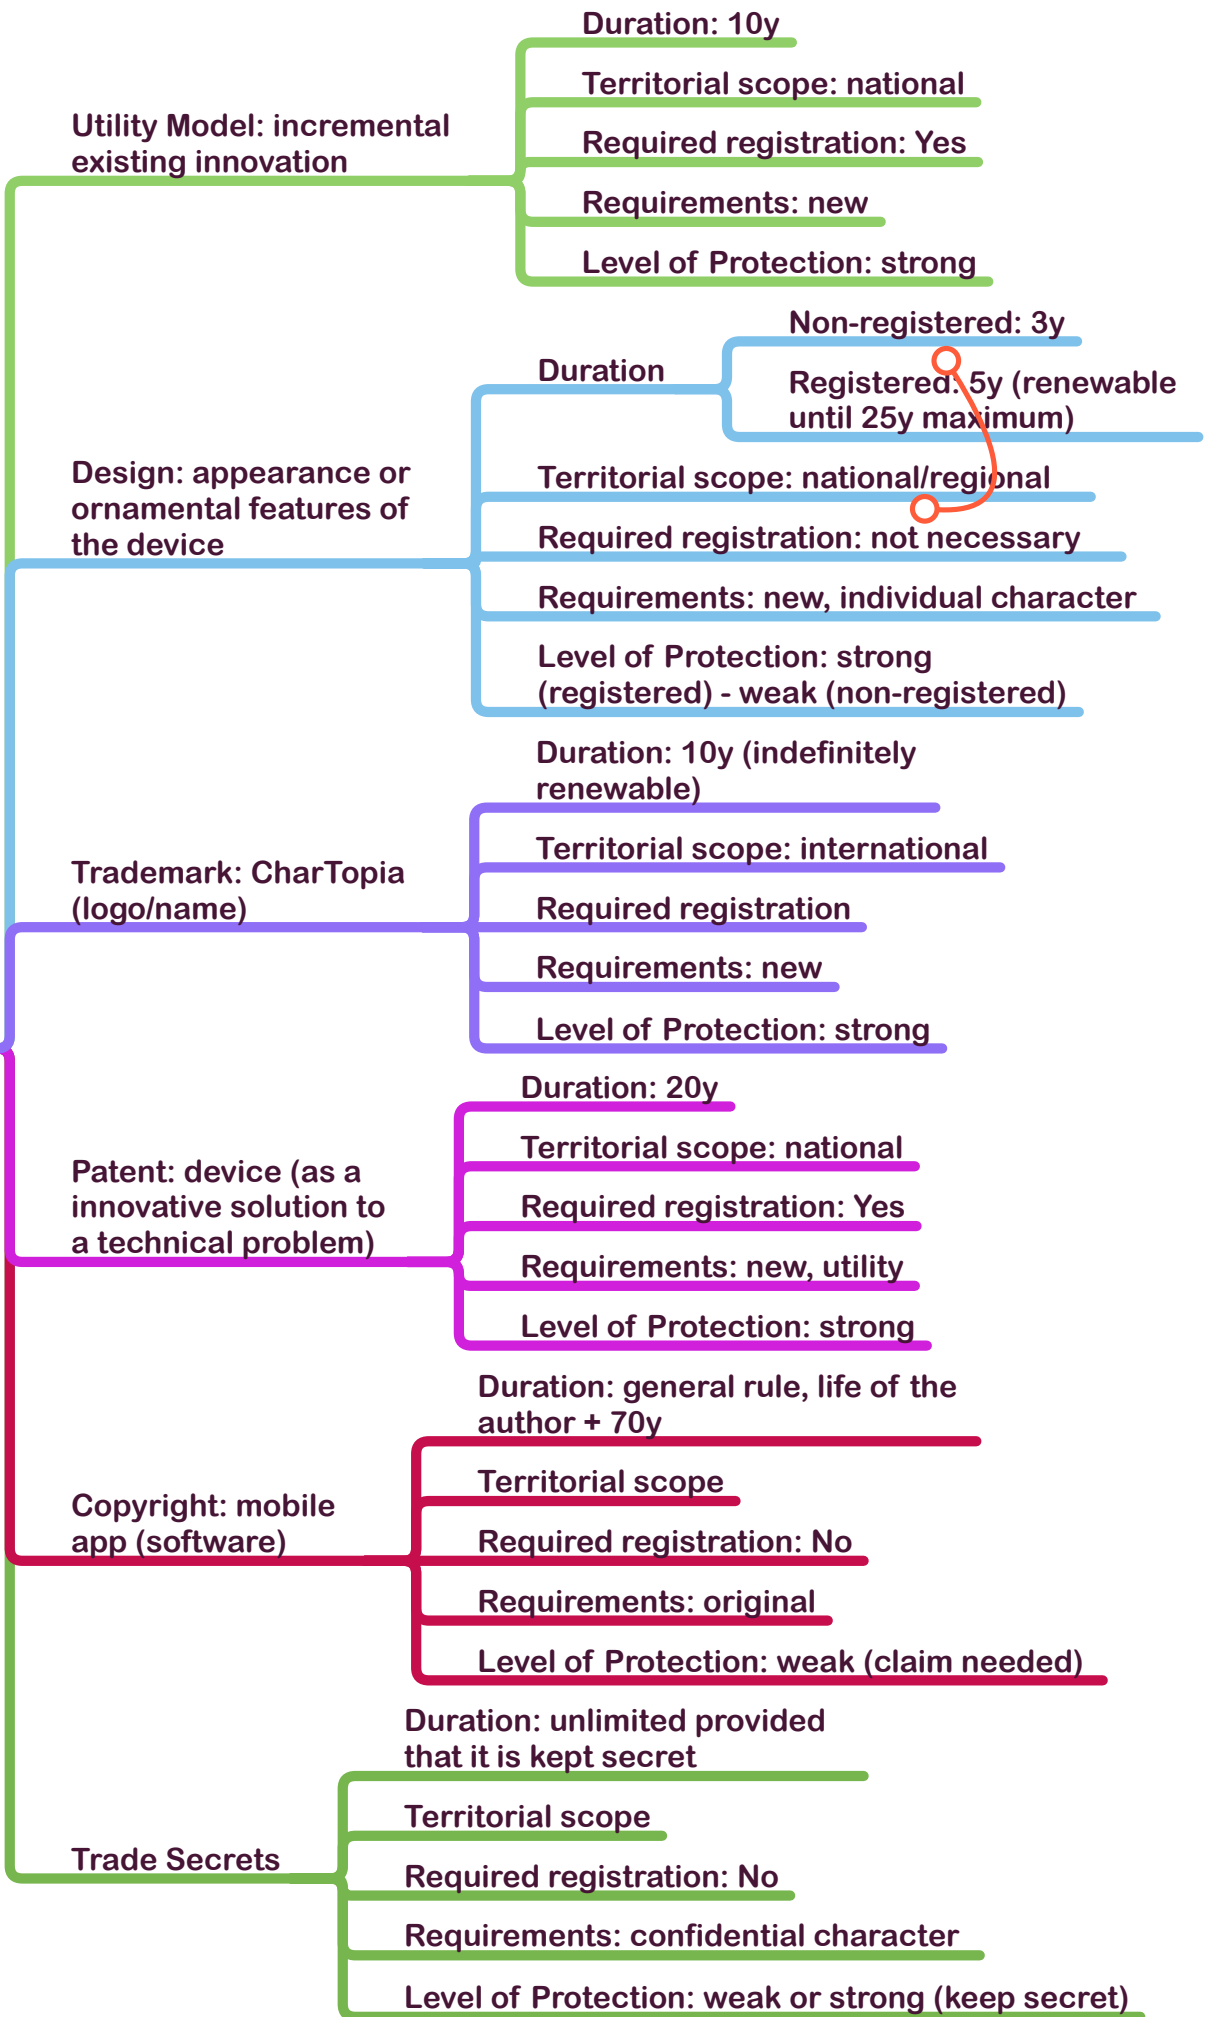 Utility Model: incremental
existing innovation
Duration: 10y
Territorial scope: national
Required registration: Yes
Requirements: new
Level of Protection: strong
Design: appearance or
ornamental features of
the device
Duration
Non-registered: 3y
Registered: 5y (renewable
until 25y maximum)
Territorial scope: national/regional
Required registration: not necessary
Requirements: new, individual character
Level of Protection: strong
(registered) - weak (non-registered)
Trademark: CharTopia
(logo/name)
Duration: 10y (indefinitely
renewable)
Territorial scope: international
Required registration
Requirements: new
Level of Protection: strong
Patent: device (as a
innovative solution to
a technical problem)
Duration: 20y
Territorial scope: national
Required registration: Yes
Requirements: new, utility
Level of Protection: strong
Copyright: mobile
app (software)
Duration: general rule, life of the
author + 70y
Territorial scope
Required registration: No
Requirements: original
Level of Protection: weak (claim needed)
Trade Secrets
Duration: unlimited provided
that it is kept secret
Territorial scope
Required registration: No
Requirements: confidential character
Level of Protection: weak or strong (keep secret)